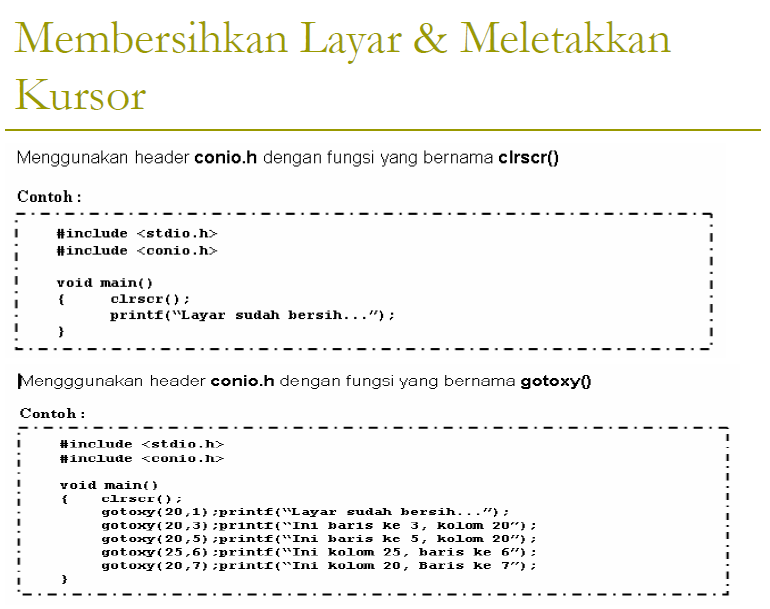 Membersihkan Layar & Meletakkan
Kursor
Menggunakan header conio.h dengan fungsi yang bernama clrscr()
Contoh :
#include <stdio.h>
#include <conio.h>
void main()
{ clrscr();
printf(“Layar sudah bersih...”);
}
Mengggunakan header conio.h dengan fungsi yang bernama gotoxy()
Contoh :
#include <stdio.h>
#include <conio.h>
void main()
{ clrscr();
gotoxy(20,1);printf(“Layar sudah bersih...”);
gotoxy(20,3);printf(“Ini baris ke 3, kolom 20”);
gotoxy(20,5);printf(“Ini baris ke 5, kolom 20”);
gotoxy(25,6);printf(“Ini kolom 25, baris ke 6”);
gotoxy(20,7);printf(“Ini kolom 20, Baris ke 7”);
}